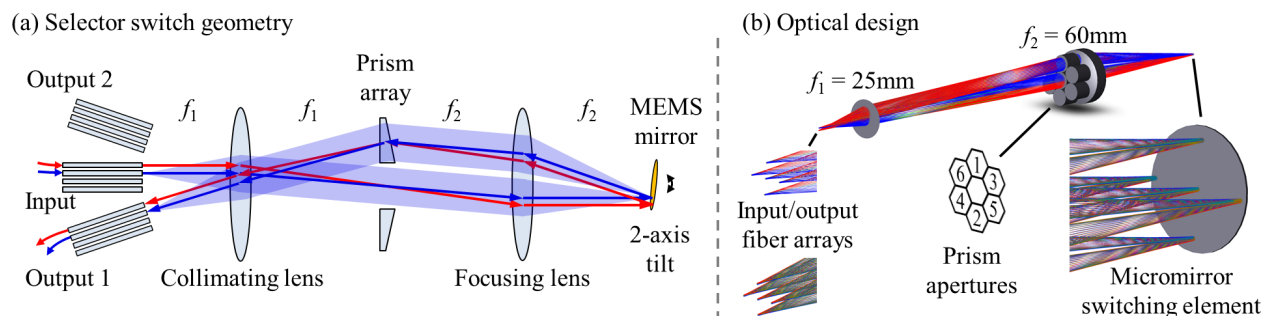 (a) Selector switch geometry
Output 2
f1
f1
Prism
array
f2
f2
MEMS
mirror
Input
Output 1
Collimating lens
Focusing lens
2-axis
tilt
(b) Optical design
f2 = 60mm
f1 = 25mm
1
6
3
2
4
5
Input/output
fiber arrays
Prism
apertures
Micromirror
switching element